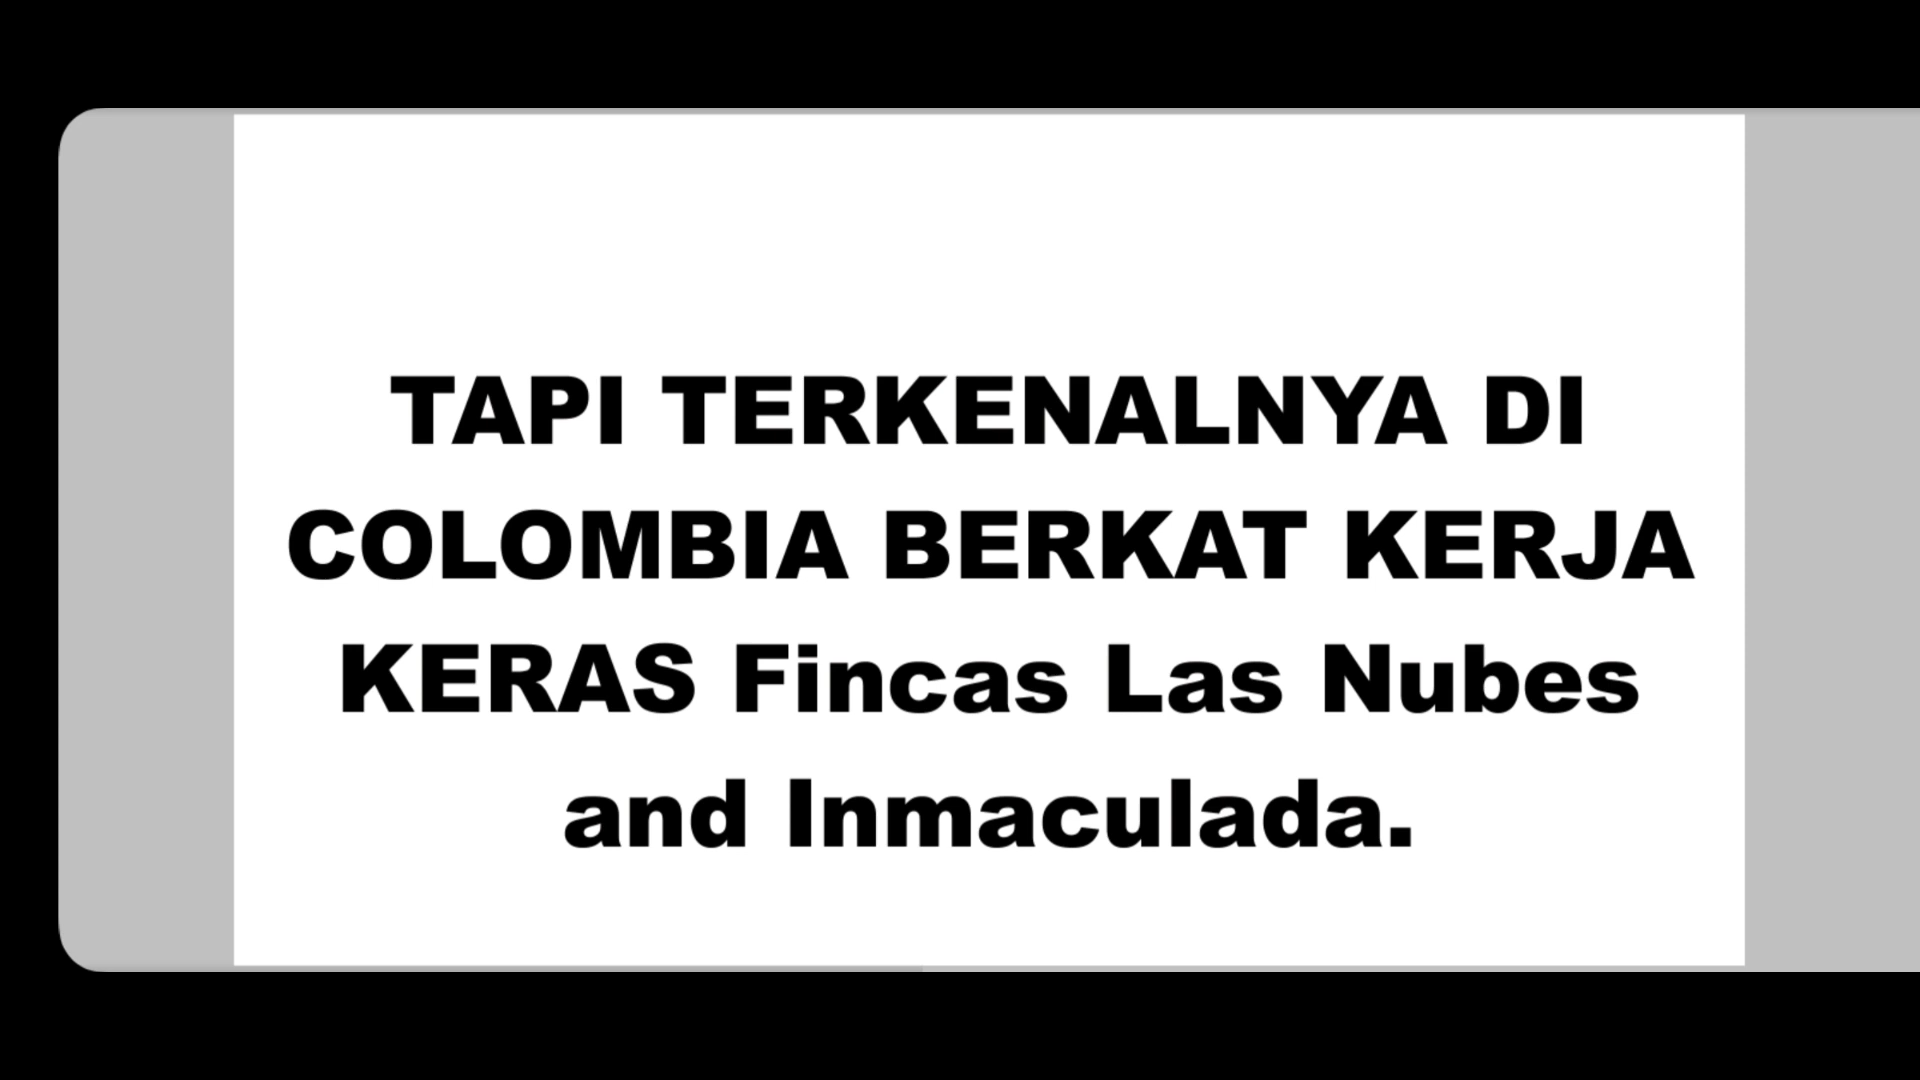 TAPI TERKENALNYA DI
COLOMBIA BERKAT KERJA
KERAS Fincas Las Nubes
and Inmaculada.